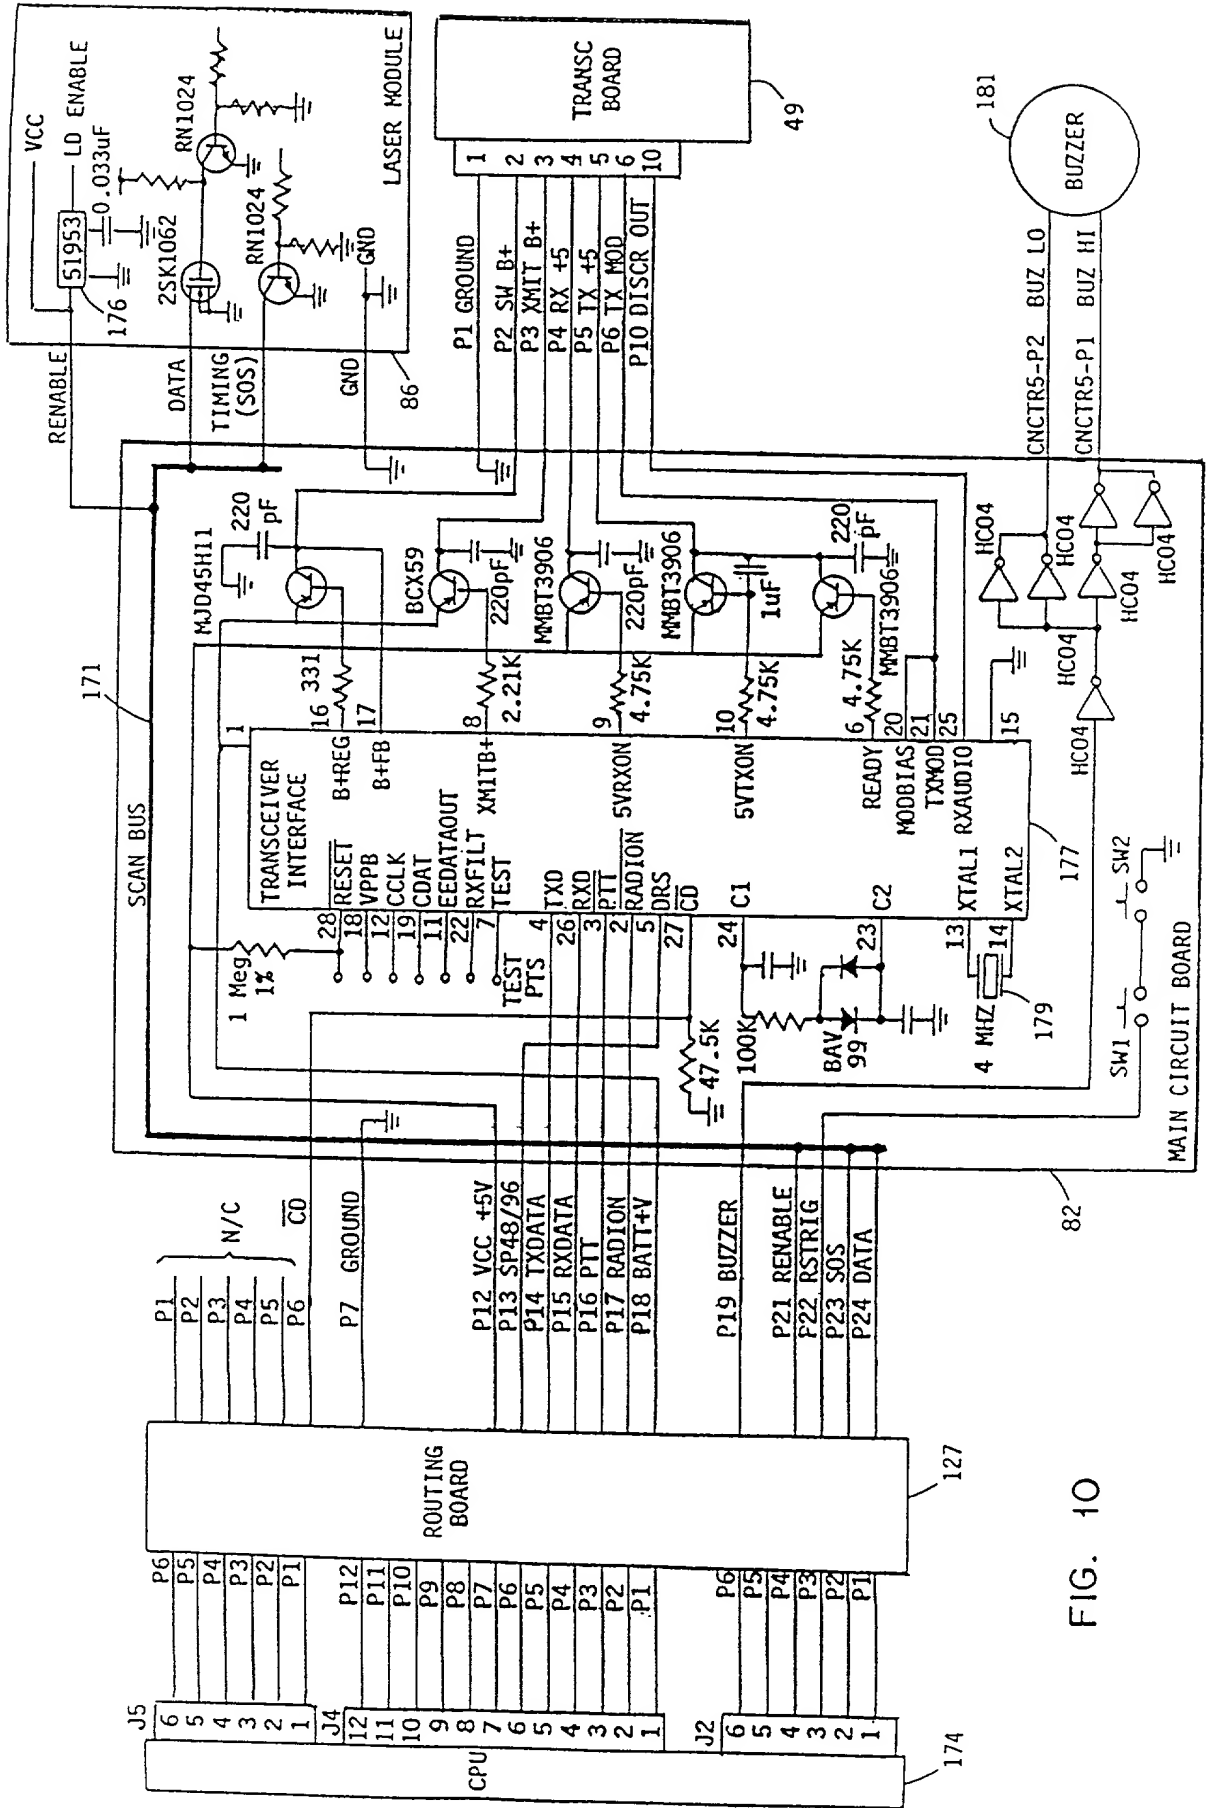 J5
6
5
4
3
2
1
J4
12
11
10
9
8
7
6
5
4
3
2
1
J2
6
5
4
3
2
1
CPU
174
P6
P5
P4
P3
P2
P1
P12
P11
P10
P9
P8
P7
P6
P5
P4
P3
P2
P1
P6
P5
P4
P3
P2
P1
ROUTING
BOARD
127
P1
P2
P3
P4
P5
P6
N/C
CD
P7 GROUND
P12 VCC +5V
P13 SP48/96
P14 TXDATA
P15 RXDATA
P16 PTT
P17 RADION
P18 BATT+V
P19 BUZZER
P21 RENABLE
P22 RSTRIG
P23 SOS
P24 DATA
82
MAIN CIRCUIT BOARD
SCAN BUS
171
1 Meg
1%
28
18
12
19
11
22
7
TEST
PTS
4
26
3
2
5
27
47.5K
24
100K
BAV
99
23
13
14
4 MHZ
179
SW1
SW2
TRANSCEIVER
INTERFACE
RESET
VPPB
CCLK
CDAT
EEDATAOUT
RXFILT
TEST
TXD
RXD
PTT
RADION
DRS
CD
C1
C2
XTAL1
XTAL2
177
B+REG
B+FB
XM1TB+
5VRXON
5VTXON
READY
MODBIAS
TXMOD
RXAUDIO
1
16
17
8
9
10
6
20
21
25
15
331
2.21K
4.75K
4.75K
4.75K
MJD45H11
220
pF
BCX59
220pF
MMBT3906
220pF
MMBT3906
1uF
MMBT3906
220
pF
HC04
HC04
HC04
HC04
HC04
HC04
RENABLE
DATA
TIMING
(SOS)
GND
86
VCC
51953
LD ENABLE
0.033uF
176
2SK1062
RN1024
RN1024
GND
LASER MODULE
P1 GROUND
P2 SW B+
P3 XMIT B+
P4 RX +5
P5 TX +5
P6 TX MOD
P10 DISCR OUT
1
2
3
4
5
6
10
TRANSC
BOARD
49
CNCTR5-P2 BUZ LO
CNCTR5-P1 BUZ HI
BUZZER
181
FIG. 10